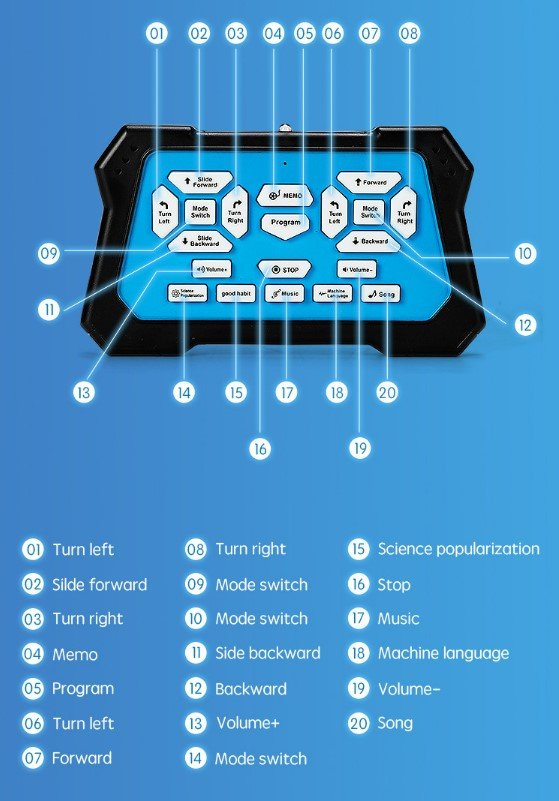 01 02 03 04 05 06 07 08
Slide Forward
MEMO
Forward
Turn Left
Mode Switch
Turn Right
Program
Turn Left
Mode Switch
Turn Right
Slide Backward
Backward
09
10
Volume+
STOP
Volume-
11
Science Popularization
good habit
Music
Machine Language
Song
12
13
14
15
17
18
20
16
19
01 Turn left
02 Silde forward
03 Turn right
04 Memo
05 Program
06 Turn left
07 Forward
08 Turn right
09 Mode switch
10 Mode switch
11 Side backward
12 Backward
13 Volume+
14 Mode switch
15 Science popularization
16 Stop
17 Music
18 Machine language
19 Volume-
20 Song